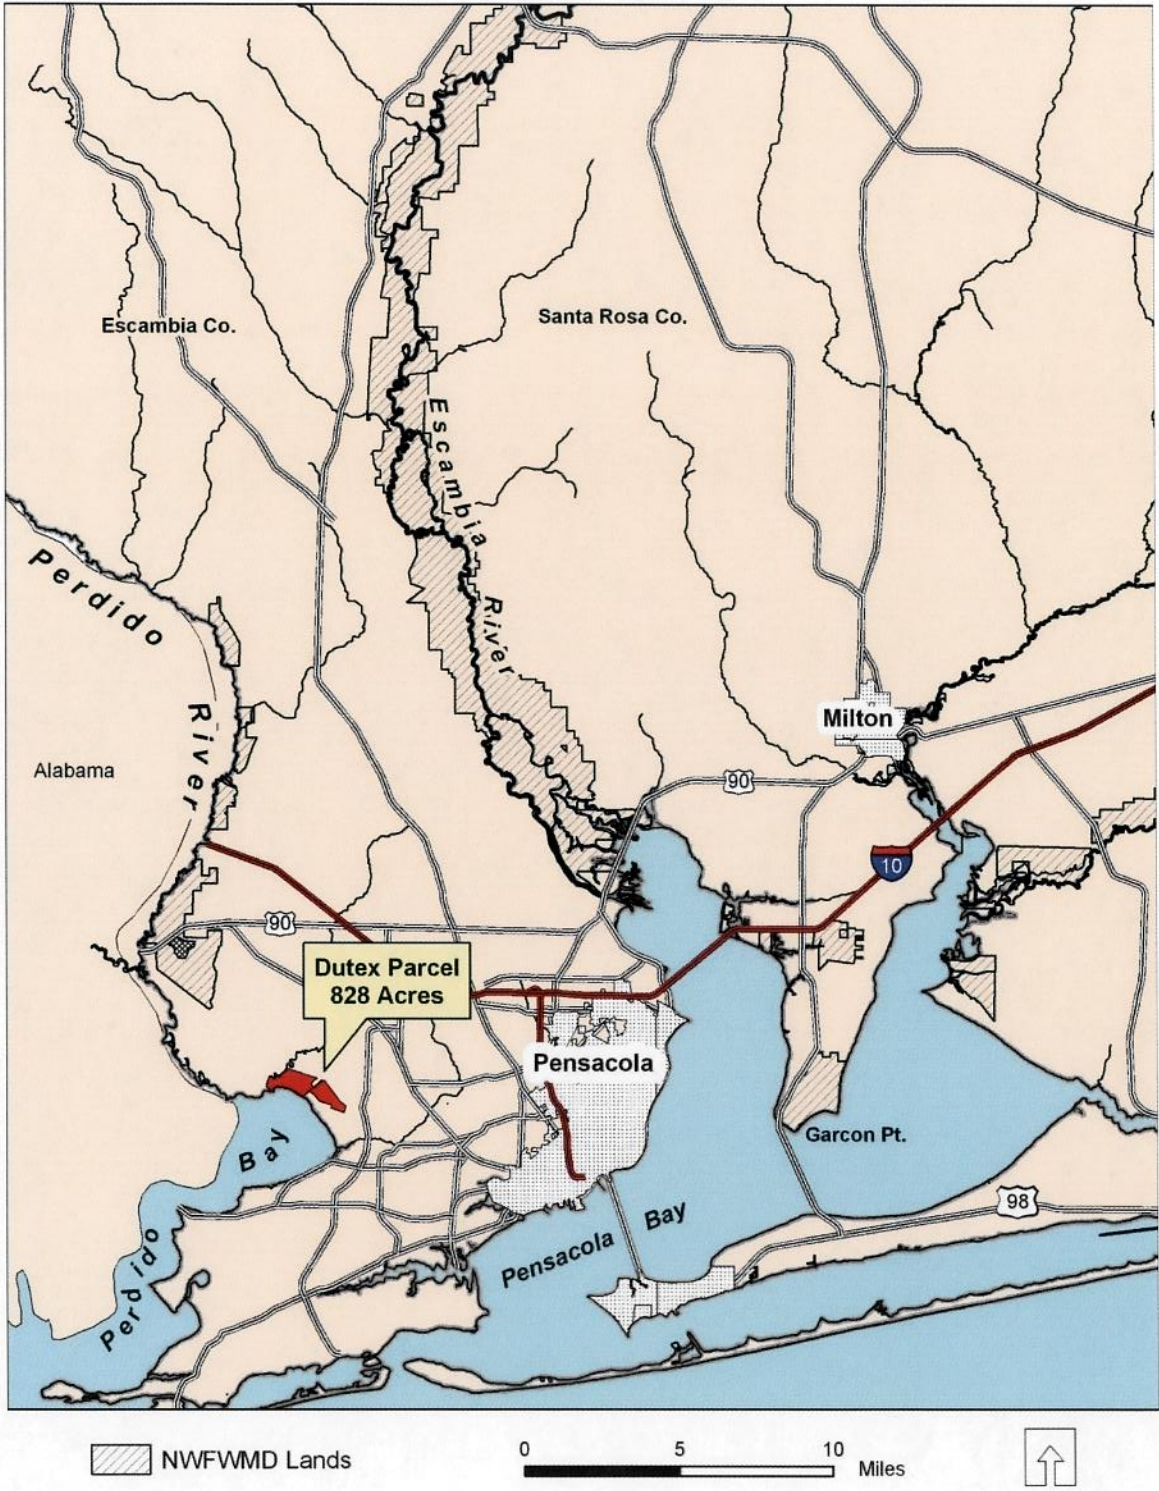 Escambia Co.
Santa Rosa Co.
Escambia River
Perdido River
Milton
Alabama
90
10
90
Dutex Parcel
828 Acres
Pensacola
Garcon Pt.
Perdido Bay
98
Pensacola Bay
NWFWMD Lands
0 5 10
Miles